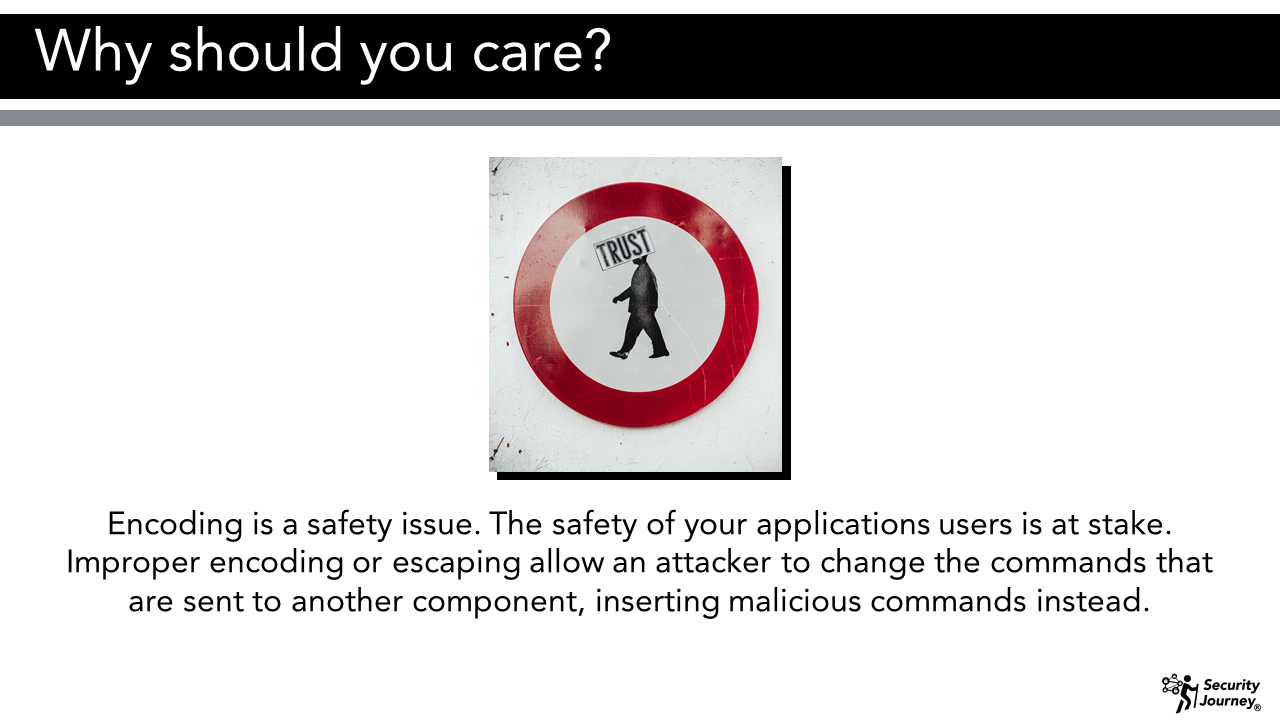 Why should you care?
TRUST
Encoding is a safety issue. The safety of your applications users is at stake.
Improper encoding or escaping allow an attacker to change the commands that
are sent to another component, inserting malicious commands instead.
Security
Journey®